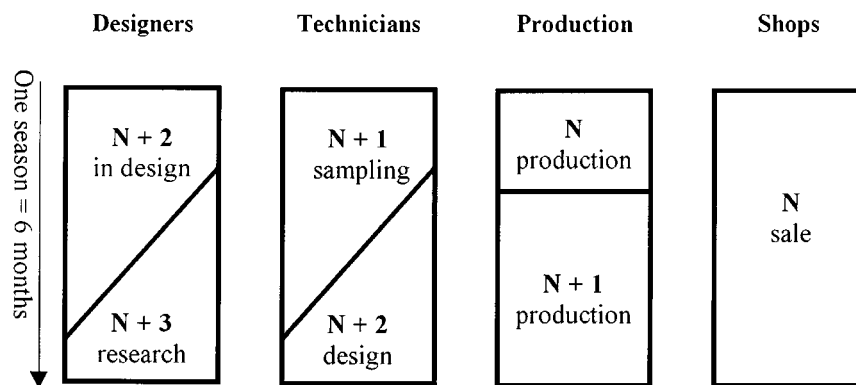 Designers
Technicians
Production
Shops
One season = 6 months
N + 2
in design
N + 3
research
N + 1
sampling
N + 2
design
N
production
N + 1
production
N
sale